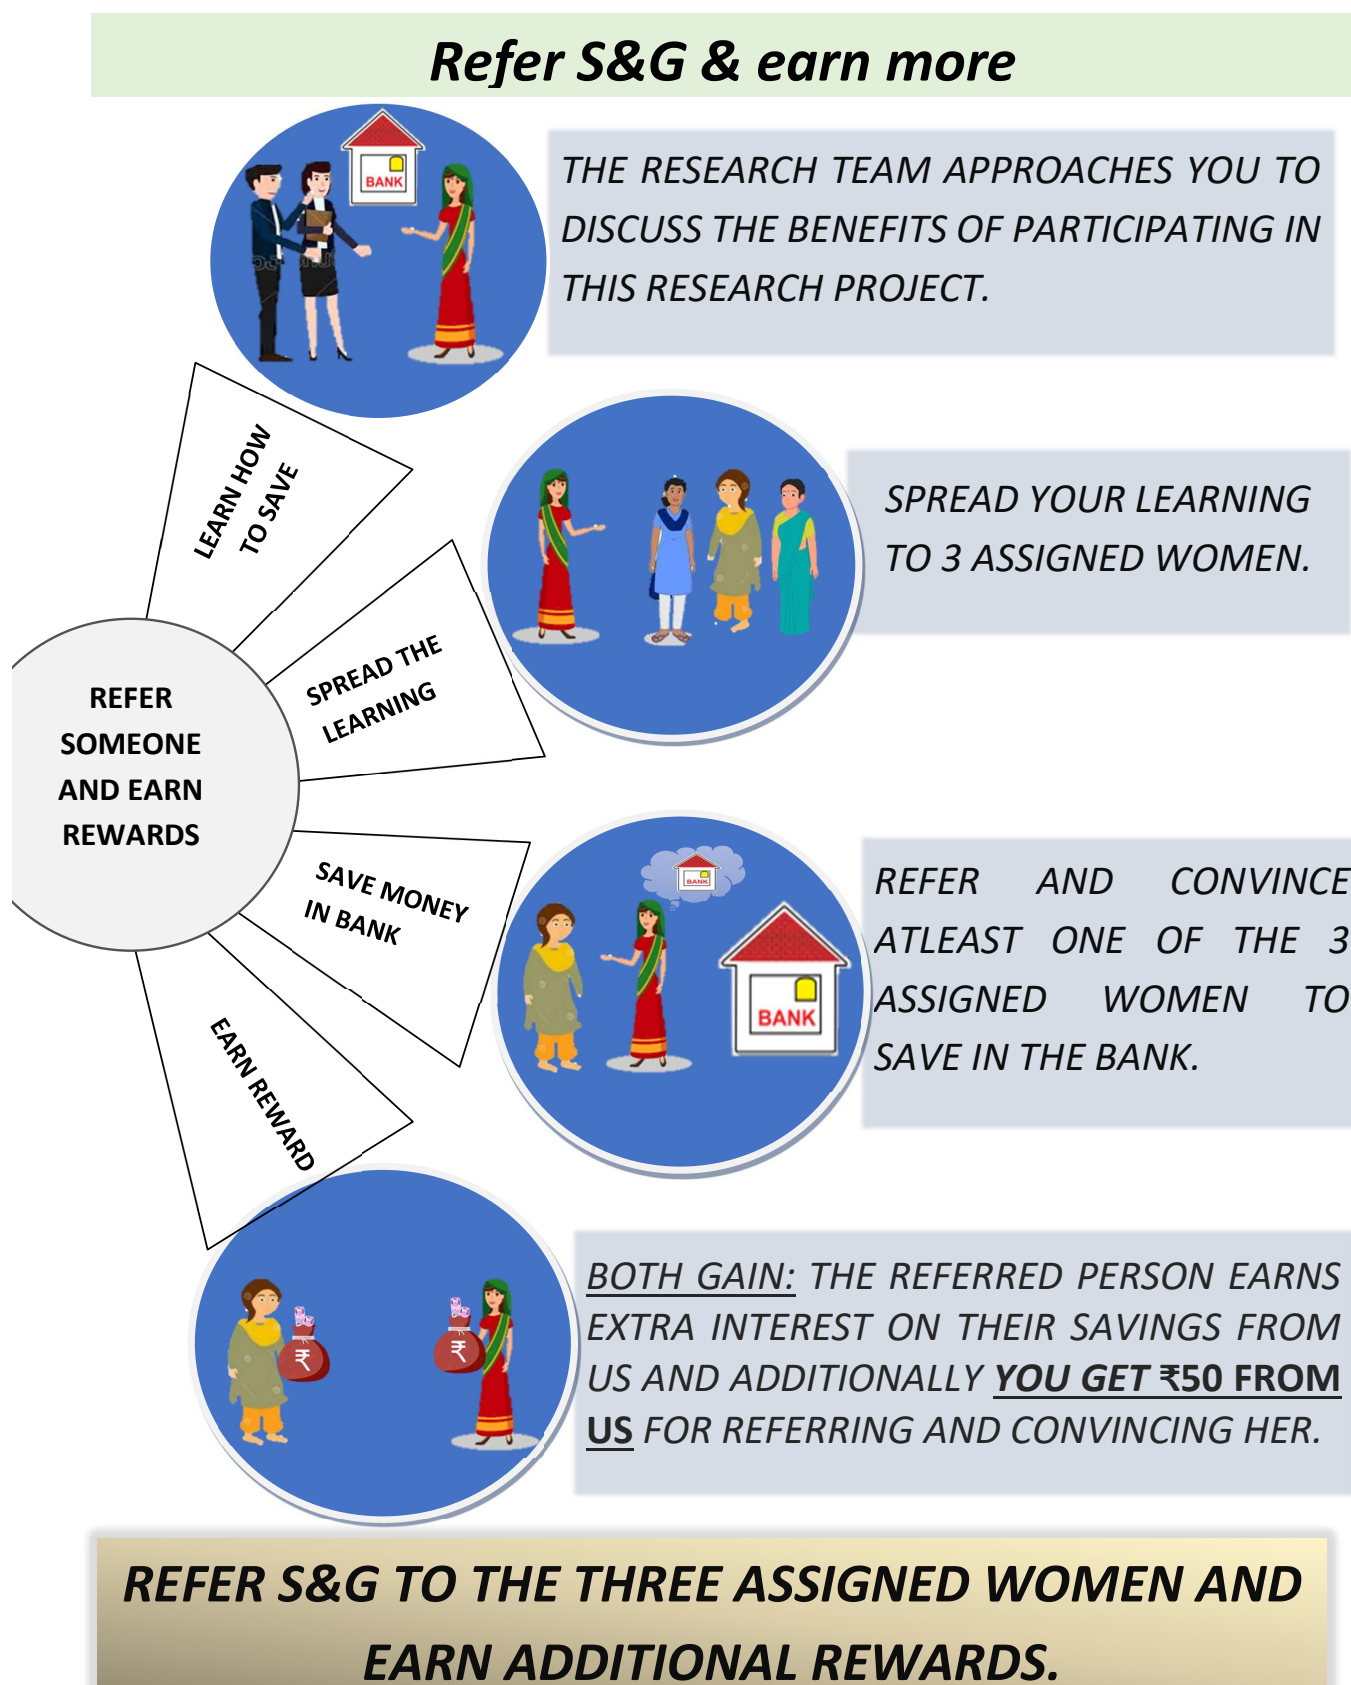 Refer S&G & earn more
BANK
THE RESEARCH TEAM APPROACHES YOU TO
DISCUSS THE BENEFITS OF PARTICIPATING IN
THIS RESEARCH PROJECT.
LEARN HOW
TO SAVE
SPREAD YOUR LEARNING
TO 3 ASSIGNED WOMEN.
SPREAD THE
LEARNING
REFER
SOMEONE
AND EARN
REWARDS
SAVE MONEY
IN BANK
BANK
BANK
REFER AND CONVINCE
ATLEAST ONE OF THE 3
ASSIGNED WOMEN TO
SAVE IN THE BANK.
EARN REWARD
₹
₹
BOTH GAIN: THE REFERRED PERSON EARNS
EXTRA INTEREST ON THEIR SAVINGS FROM
US AND ADDITIONALLY YOU GET ₹50 FROM
US FOR REFERRING AND CONVINCING HER.
REFER S&G TO THE THREE ASSIGNED WOMEN AND
EARN ADDITIONAL REWARDS.